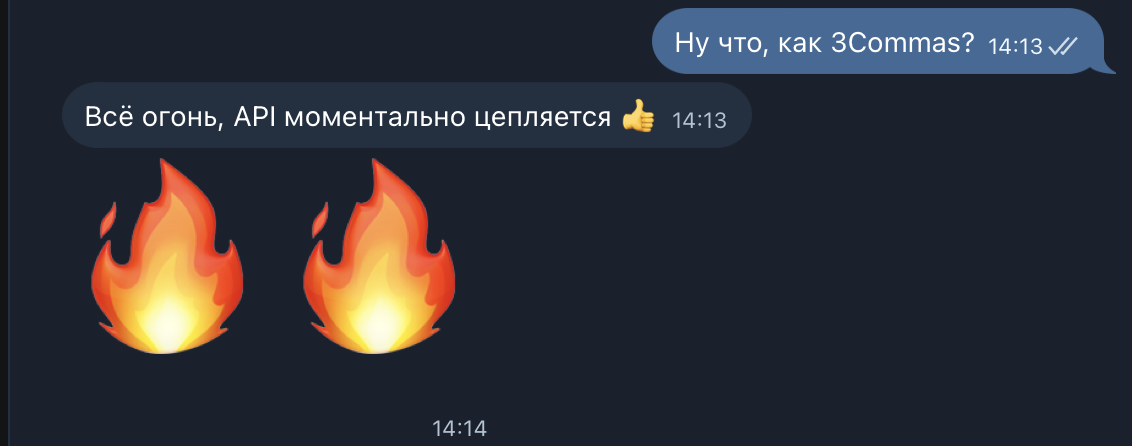 Ну что, как 3Commas? 14:13
Всё огонь, API моментально цепляется 👍 14:13
🔥 🔥
14:14